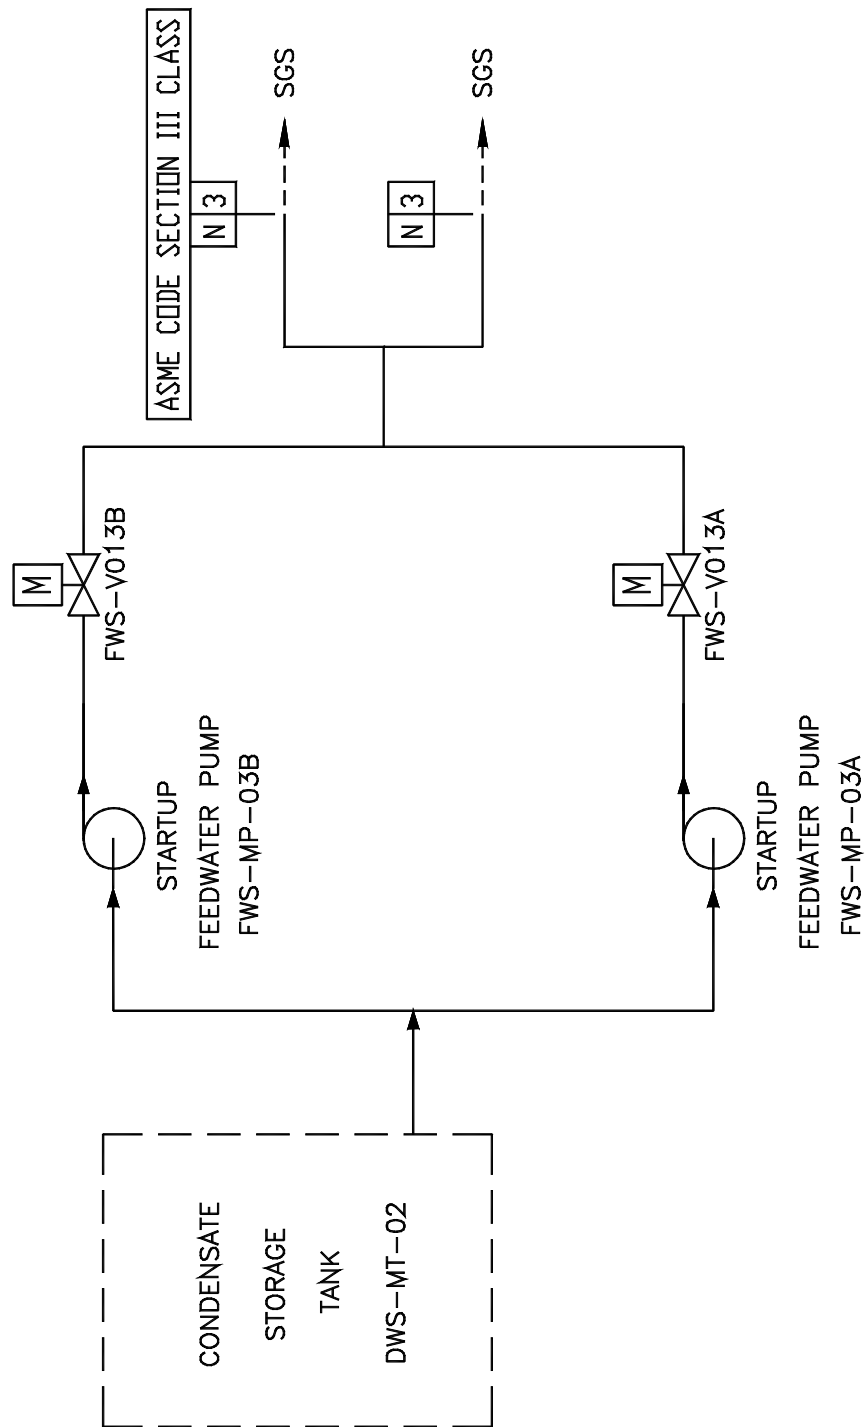 CONDENSATE
STORAGE
TANK
DWS-MT-02
STARTUP
FEEDWATER PUMP
FWS-MP-03B
M
FWS-V013B
STARTUP
FEEDWATER PUMP
FWS-MP-03A
M
FWS-V013A
ASME CODE SECTION III CLASS
N 3
SGS
N 3
SGS